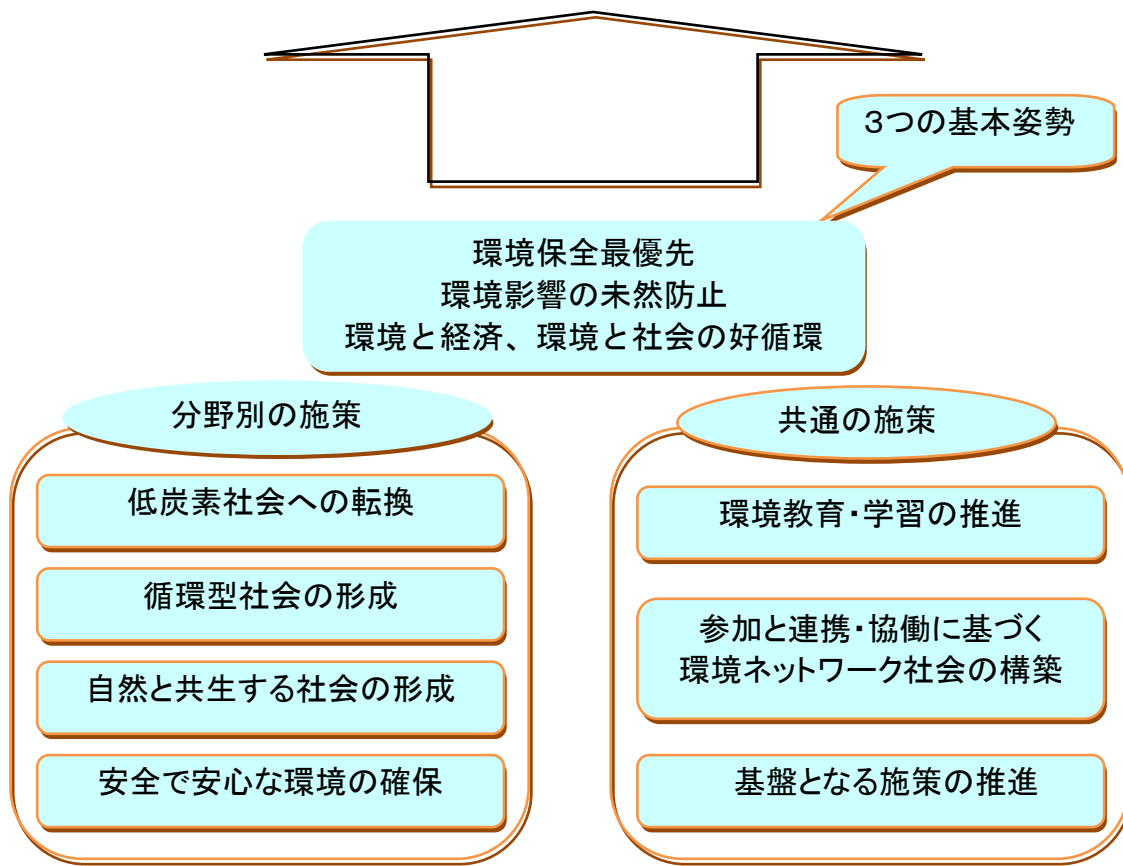 3つの基本姿勢
環境保全最優先
環境影響の未然防止
環境と経済、環境と社会の好循環
分野別の施策
低炭素社会への転換
循環型社会の形成
自然と共生する社会の形成
安全で安心な環境の確保
共通の施策
環境教育・学習の推進
参加と連携・協働に基づく
環境ネットワーク社会の構築
基盤となる施策の推進